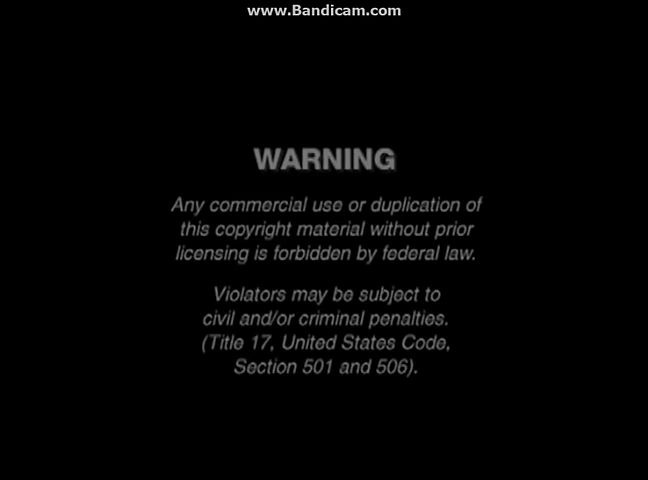 www.Bandicam.com
WARNING
Any commercial use or duplication of
this copyright material without prior
licensing is forbidden by federal law.
Violators may be subject to
civil and/or criminal penalties.
(Title 17, United States Code,
Section 501 and 506).